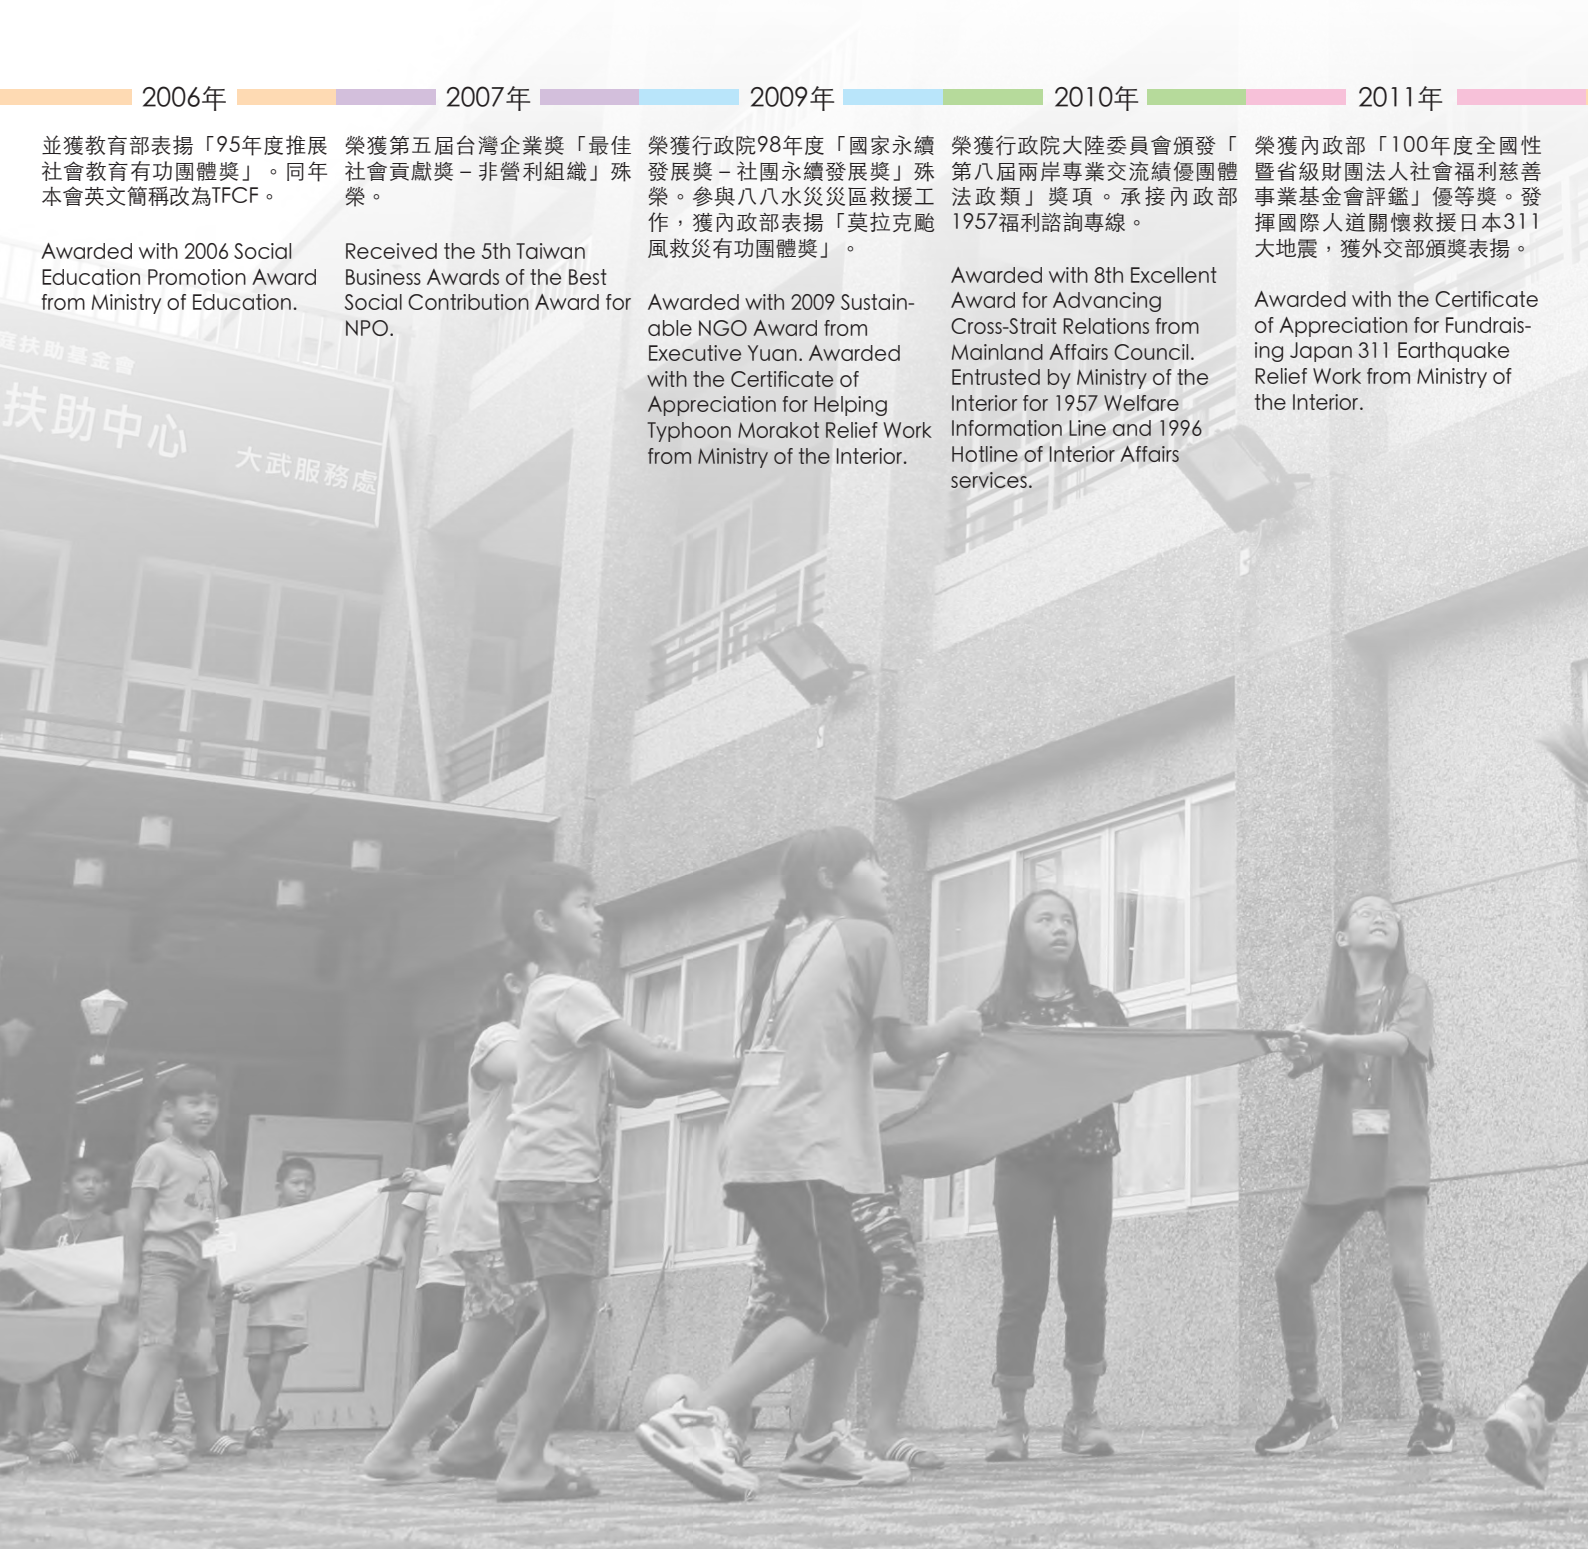 2006年
並獲教育部表揚「95年度推展
社會教育有功團體獎」。同年
本會英文簡稱改為TFCF。
Awarded with 2006 Social
Education Promotion Award
from Ministry of Education.
2007年
榮獲第五屆台灣企業獎「最佳
社會貢獻獎–非營利組織」殊
榮。
Received the 5th Taiwan
Business Awards of the Best
Social Contribution Award for
NPO.
2009年
榮獲行政院98年度「國家永續
發展獎–社團永續發展獎」殊
榮。參與八八水災災區救援工
作，獲內政部表揚「莫拉克颱
風救災有功團體獎」。
Awarded with 2009 Sustain-
able NGO Award from
Executive Yuan. Awarded
with the Certificate of
Appreciation for Helping
Typhoon Morakot Relief Work
from Ministry of the Interior.
2010年
榮獲行政院大陸委員會頒發「
第八屆兩岸專業交流績優團體
法政類」獎項。承接內政部
1957福利諮詢專線。
Awarded with 8th Excellent
Award for Advancing
Cross-Strait Relations from
Mainland Affairs Council.
Entrusted by Ministry of the
Interior for 1957 Welfare
Information Line and 1996
Hotline of Interior Affairs
services.
2011年
榮獲內政部「100年度全國性
暨省級財團法人社會福利慈善
事業基金會評鑑」優等獎。發
揮國際人道關懷救援日本311
大地震，獲外交部頒獎表揚。
Awarded with the Certificate
of Appreciation for Fundrais-
ing Japan 311 Earthquake
Relief Work from Ministry of
the Interior.
庭扶助基金會
扶助中心
大武服務處